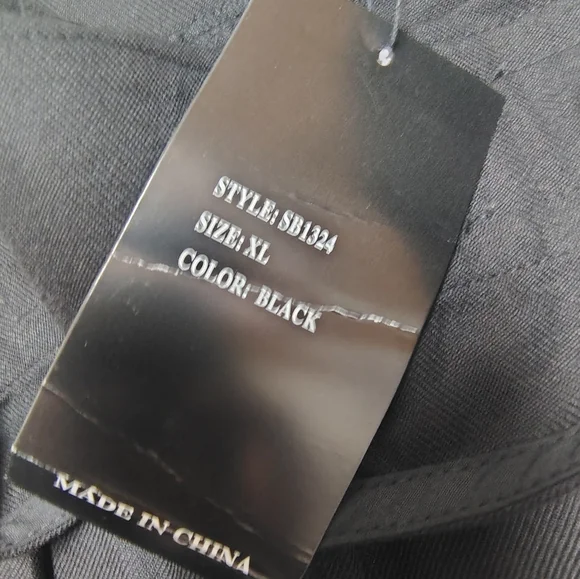 STYLE: SB1324
SIZE: XL
COLOR: BLACK
MADE IN CHINA